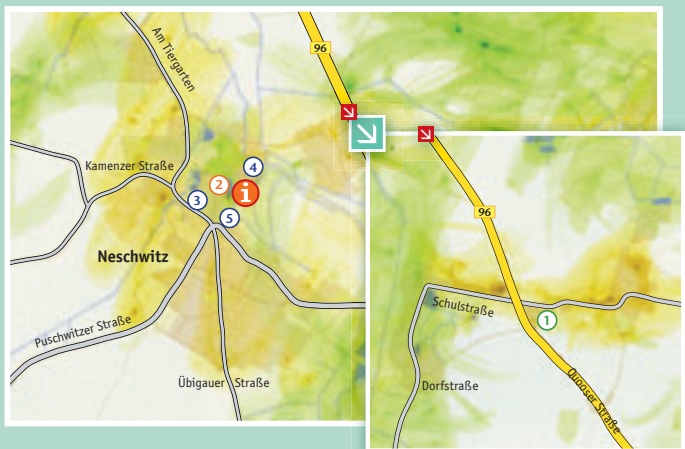 96
Am Tiergarten
Kamenzer Straße
4
2
i
3
5
Neschwitz
Puschwitzer Straße
Übigauer Straße
96
Schulstraße
1
Dorfstraße
Quooser Straße